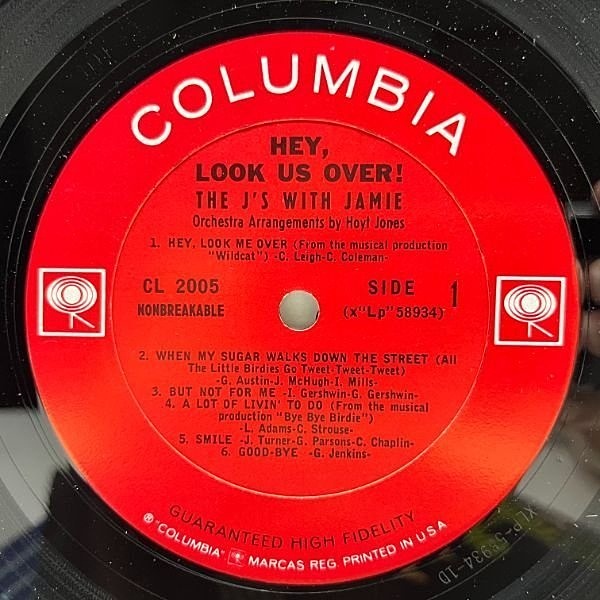 COLUMBIA
HEY,
LOOK US OVER!
THE J'S WITH JAMIE
Orchestra Arrangements by Hoyt Jones
1. HEY, LOOK ME OVER (From the musical production
"Wildcat") -C. Leigh-C. Coleman-
CL 2005
NONBREAKABLE
SIDE 1
(x"Lp"58934)
2. WHEN MY SUGAR WALKS DOWN THE STREET (All
The Little Birdies Go Tweet-Tweet-Tweet)
-G. Austin-J. McHugh-I. Mills-
3. BUT NOT FOR ME -I. Gershwin-G. Gershwin-
4. A LOT OF LIVIN' TO DO (From the musical
production "Bye Bye Birdie")
-L. Adams-C. Strouse-
5. SMILE -J. Turner-G. Parsons-C. Chaplin-
6. GOOD-BYE -G. Jenkins-
GUARANTEED HIGH FIDELITY
® "COLUMBIA" MARCAS REG. PRINTED IN U.S.A.
XLP-58934-1D